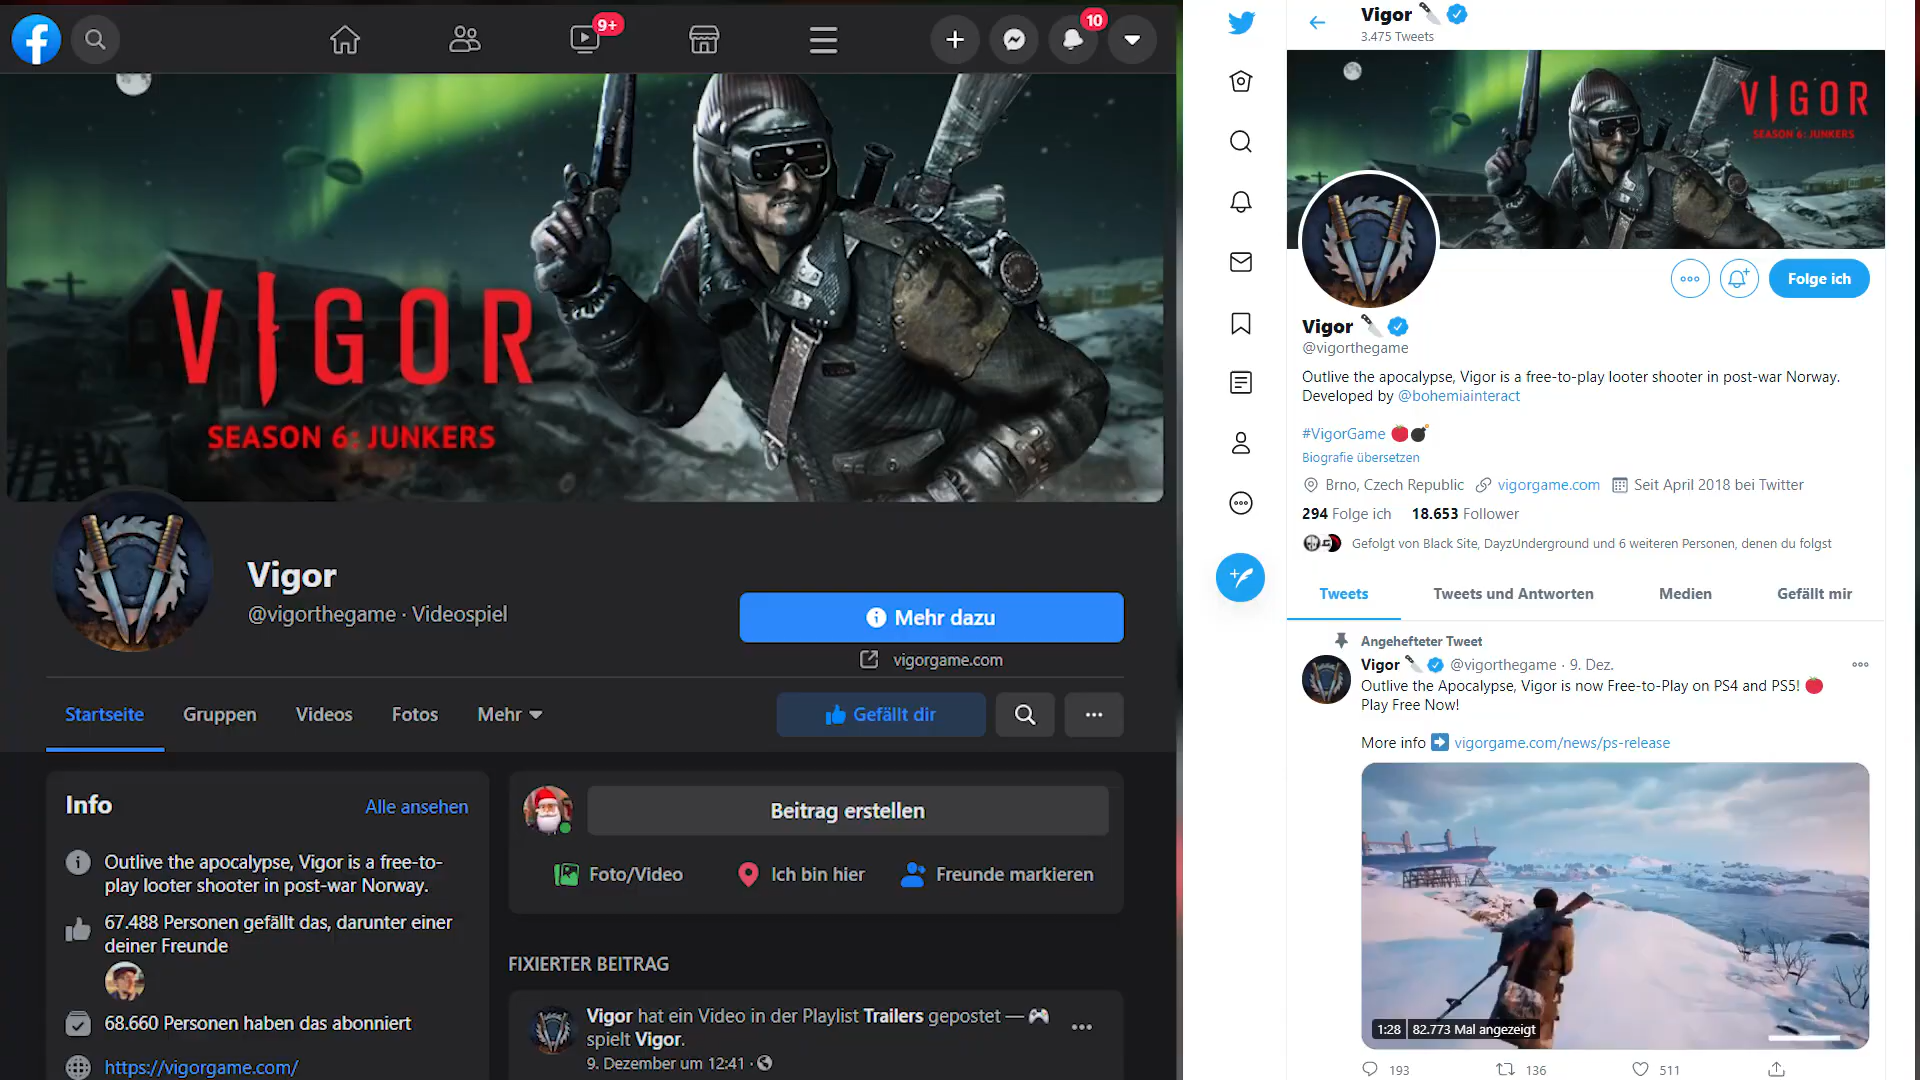 9+
10
VIGOR
SEASON 6: JUNKERS
Vigor
@vigorthegame · Videospiel
Mehr dazu
vigorgame.com
Startseite
Gruppen
Videos
Fotos
Mehr
Gefällt dir
Info
Alle ansehen
Outlive the apocalypse, Vigor is a free-to-
play looter shooter in post-war Norway.
67.488 Personen gefällt das, darunter einer
deiner Freunde
68.660 Personen haben das abonniert
https://vigorgame.com/
Beitrag erstellen
Foto/Video
Ich bin hier
Freunde markieren
FIXIERTER BEITRAG
Vigor hat ein Video in der Playlist Trailers gepostet — 🎮
spielt Vigor.
9. Dezember um 12:41 ·
Vigor 🔪
3.475 Tweets
VIGOR
SEASON 6: JUNKERS
Folge ich
Vigor 🔪
@vigorthegame
Outlive the apocalypse, Vigor is a free-to-play looter shooter in post-war Norway.
Developed by @bohemiainteract
#VigorGame 🍅💣
Biografie übersetzen
Brno, Czech Republic vigorgame.com Seit April 2018 bei Twitter
294 Folge ich 18.653 Follower
Gefolgt von Black Site, DayzUnderground und 6 weiteren Personen, denen du folgst
Tweets
Tweets und Antworten
Medien
Gefällt mir
Angehefteter Tweet
Vigor 🔪 @vigorthegame · 9. Dez.
Outlive the Apocalypse, Vigor is now Free-to-Play on PS4 and PS5! 🍅
Play Free Now!
More info ➡️ vigorgame.com/news/ps-release
1:28 82.773 Mal angezeigt
193
136
511